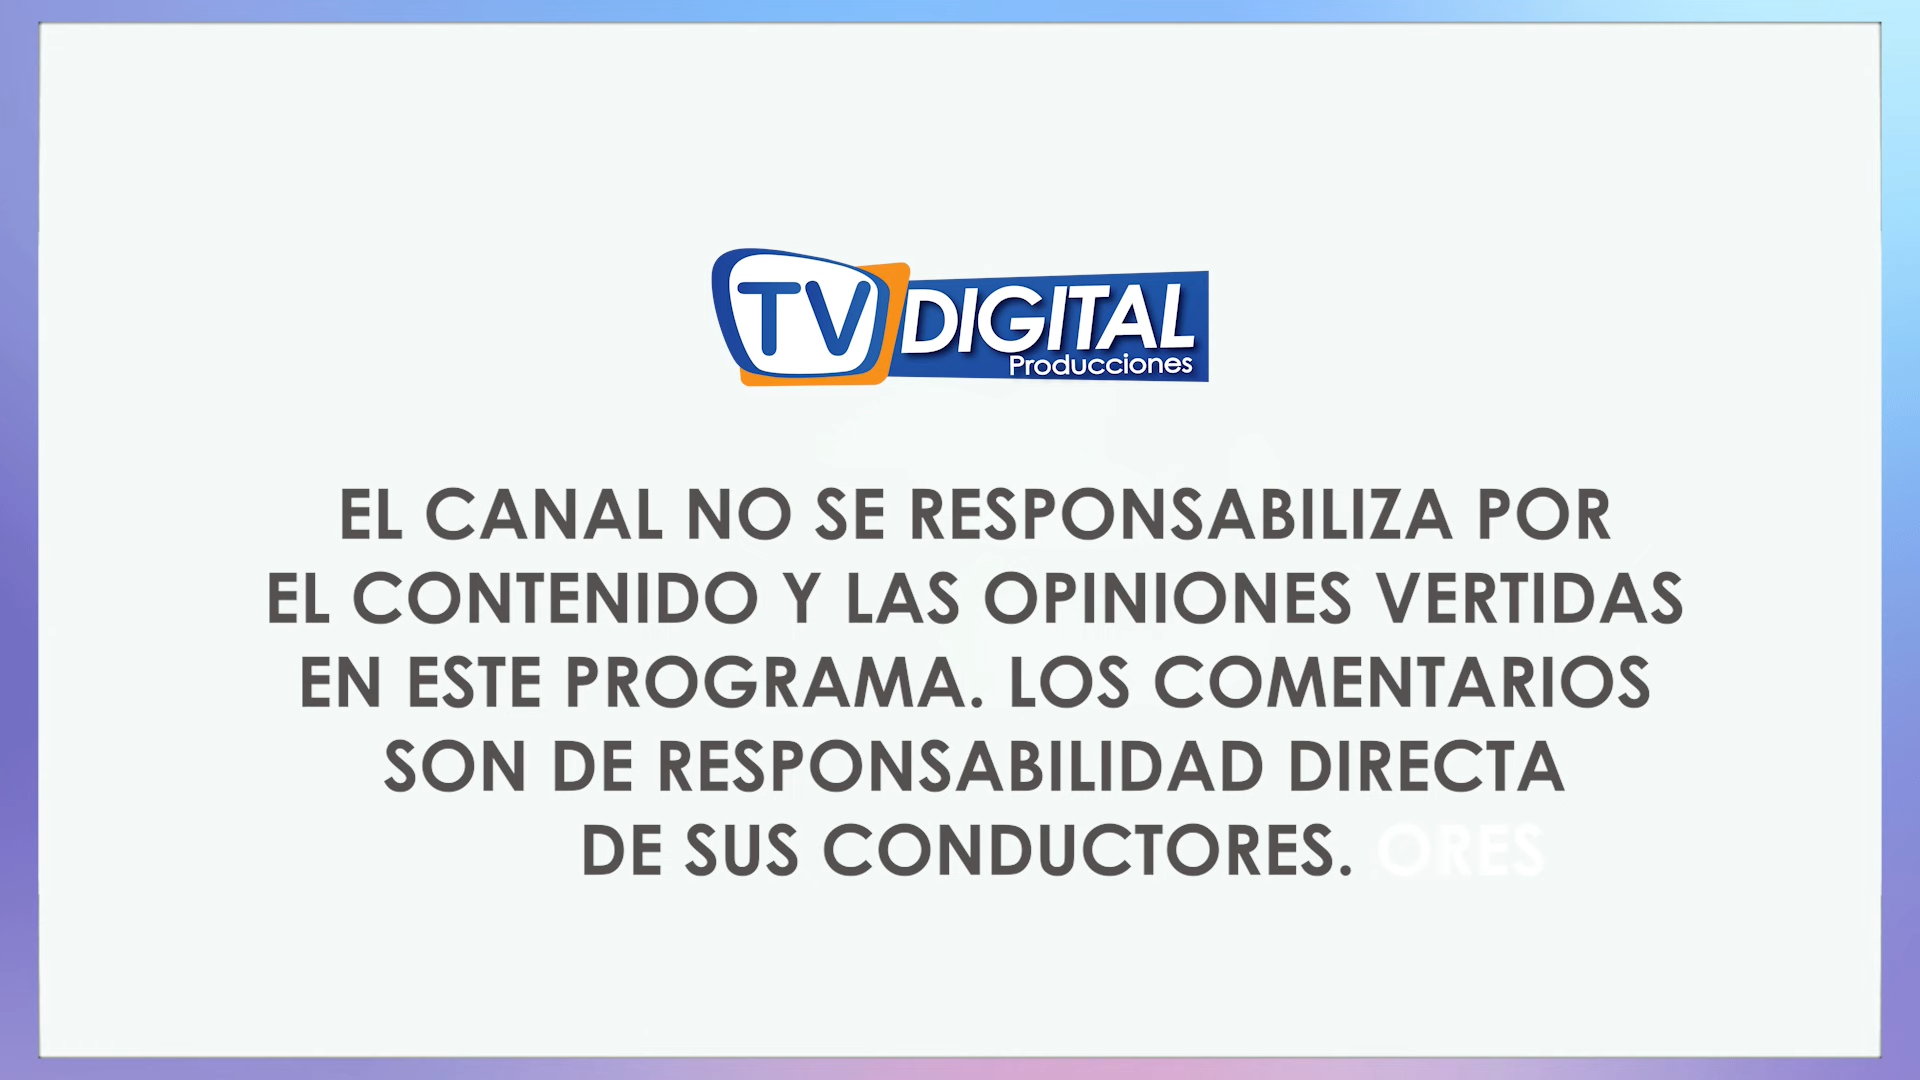 TV DIGITAL
Producciones
EL CANAL NO SE RESPONSABILIZA POR
EL CONTENIDO Y LAS OPINIONES VERTIDAS
EN ESTE PROGRAMA. LOS COMENTARIOS
SON DE RESPONSABILIDAD DIRECTA
DE SUS CONDUCTORES. ORES